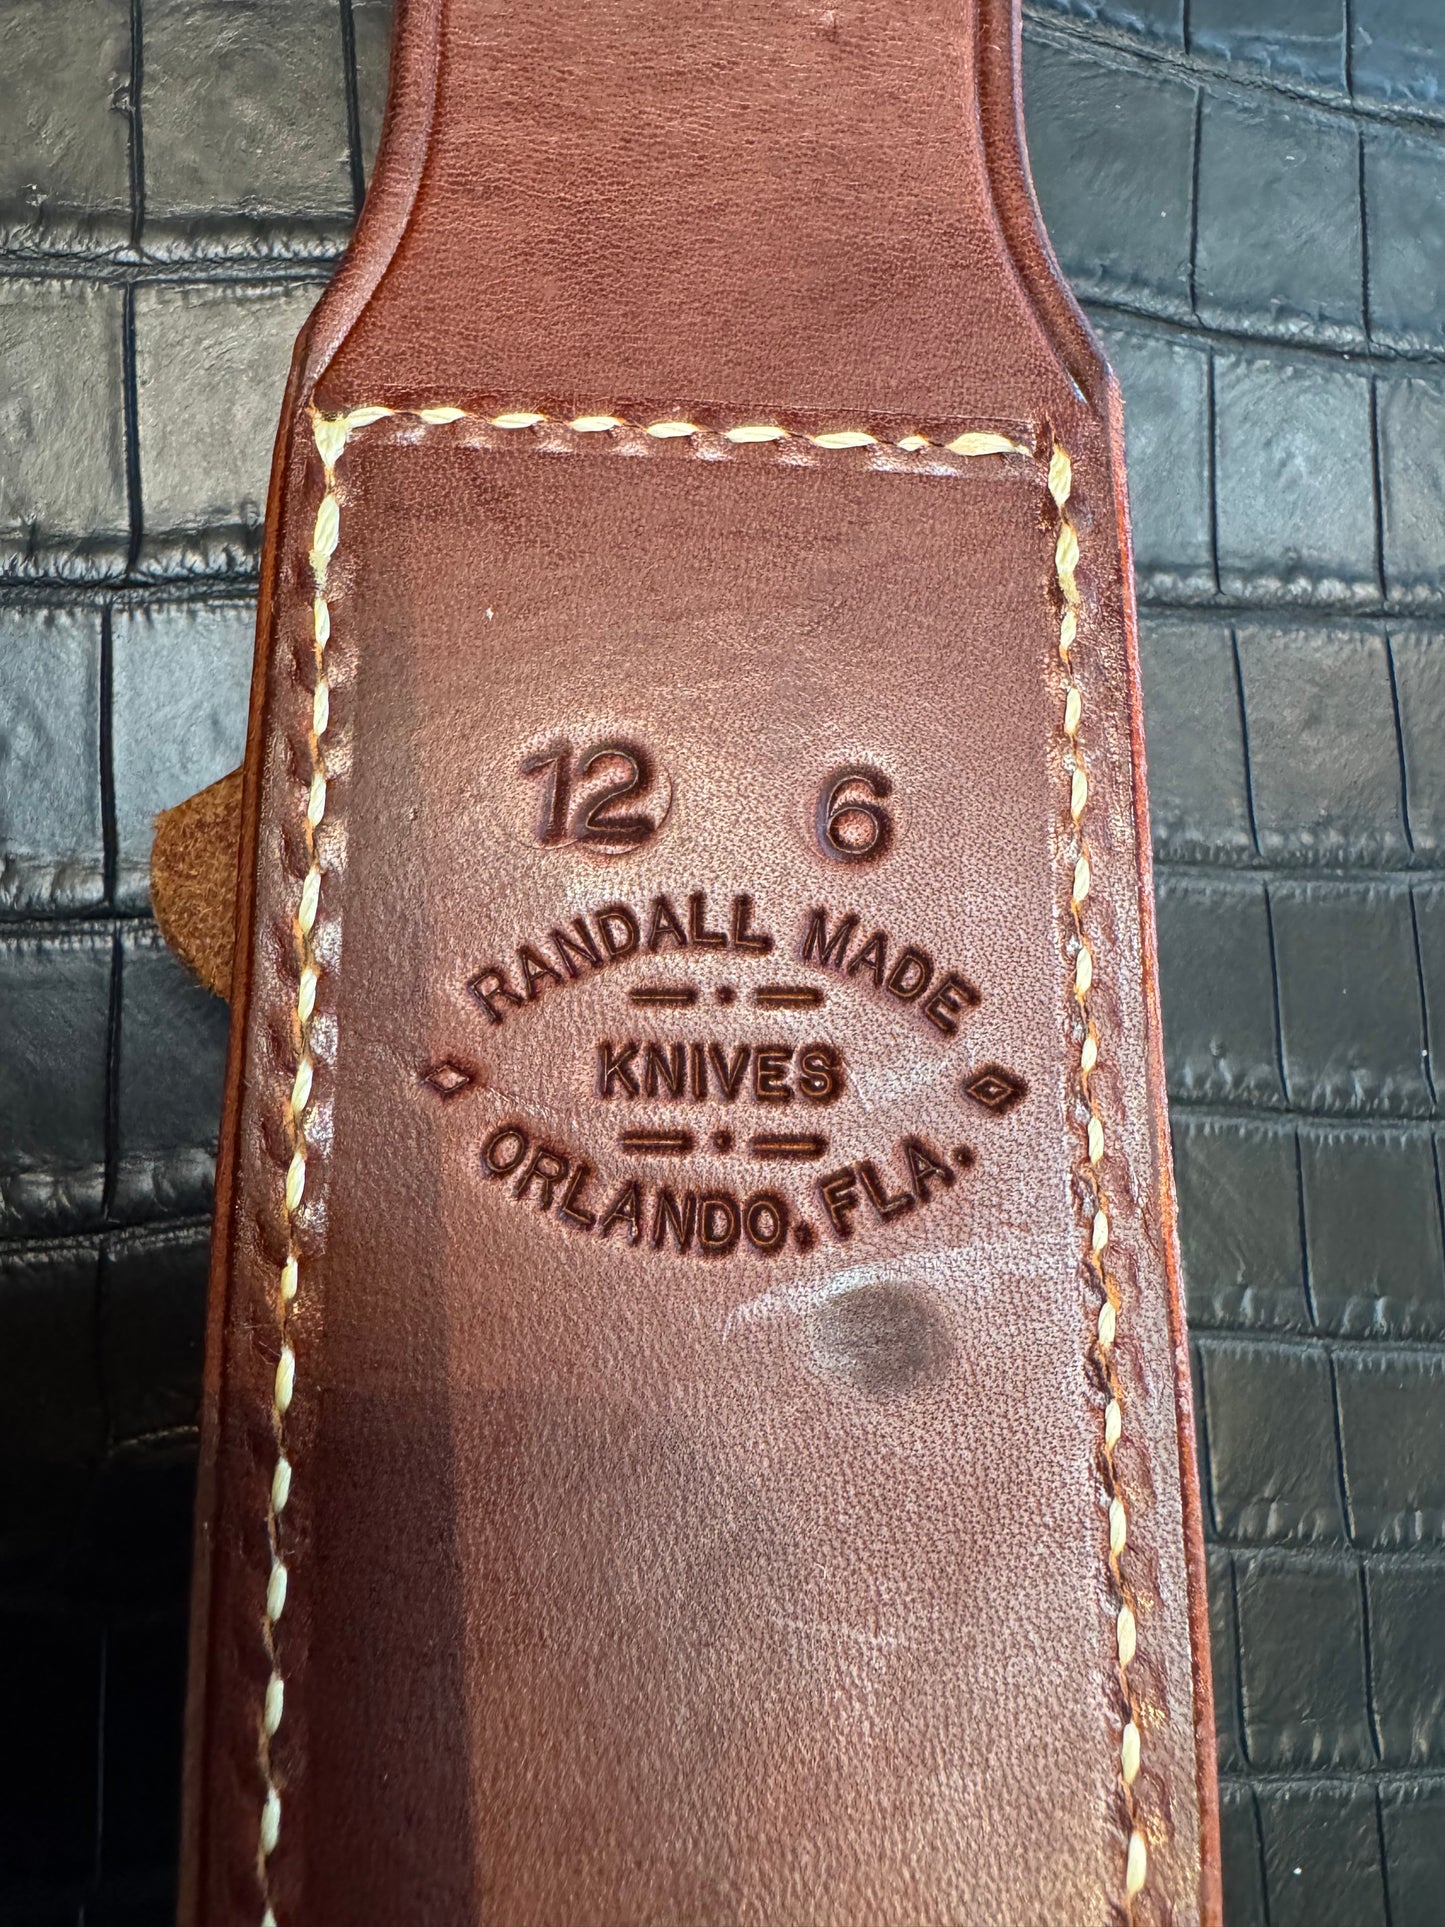 12 6
RANDALL MADE
KNIVES
ORLANDO, FLA.